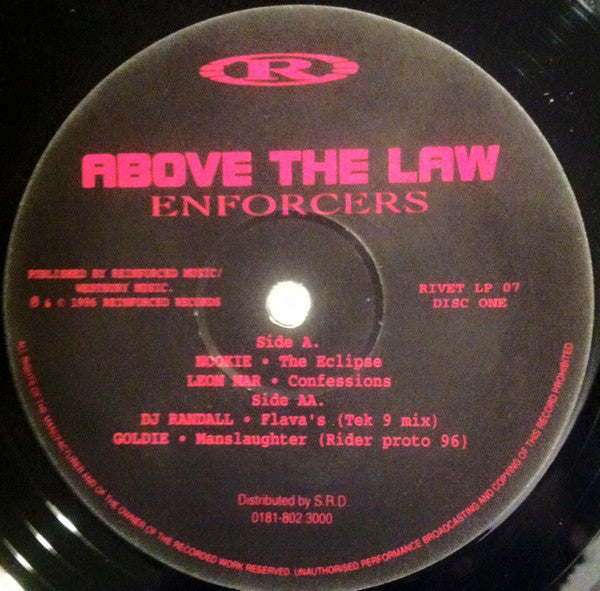 R
ABOVE THE LAW
ENFORCERS
PUBLISHED BY REINFORCED MUSIC/
WESTBURY MUSIC.
℗ & © 1996 REINFORCED RECORDS
RIVET LP 07
DISC ONE
Side A.
NOOKIE • The Eclipse
LEON MAR • Confessions
Side AA.
DJ RANDALL • Flava's (Tek 9 mix)
GOLDIE • Manslaughter (Rider proto 96)
Distributed by S.R.D.
0181-802 3000
ALL RIGHTS OF THE MANUFACTURER AND OF THE OWNER OF THE RECORDED WORK RESERVED. UNAUTHORISED PERFORMANCE BROADCASTING AND COPYING OF THIS RECORD PROHIBITED